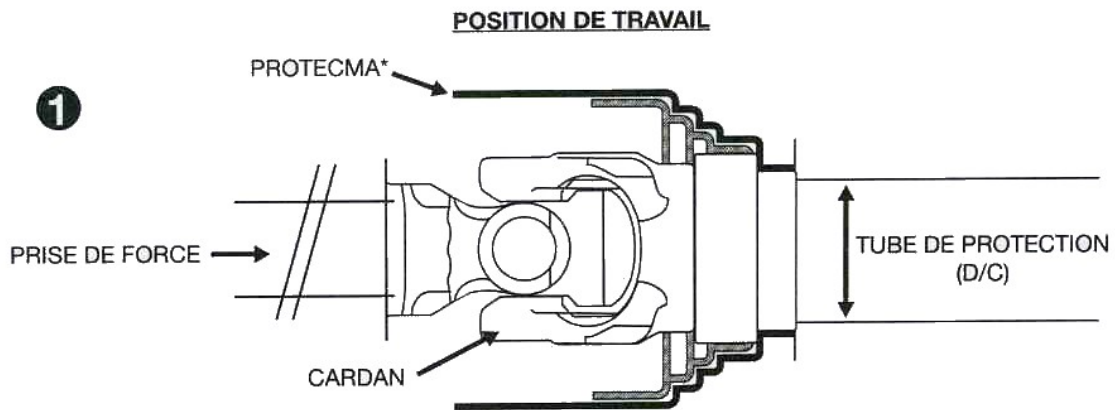 POSITION DE TRAVAIL
PROTECMA*
1
PRISE DE FORCE
TUBE DE PROTECTION
(D/C)
CARDAN